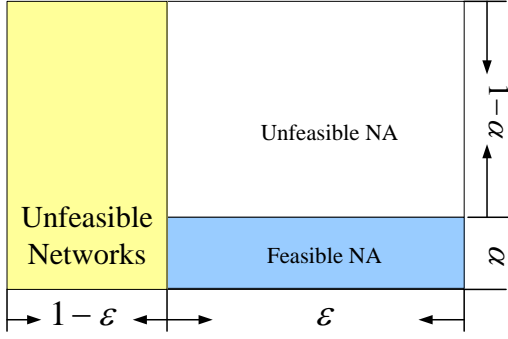 Unfeasible NA
1−α
Unfeasible
Networks
Feasible NA
α
1 − ε
ε